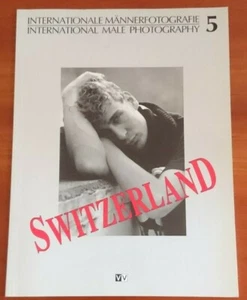 INTERNATIONALE MÄNNERFOTOGRAFIE
INTERNATIONAL MALE PHOTOGRAPHY 5
SWITZERLAND